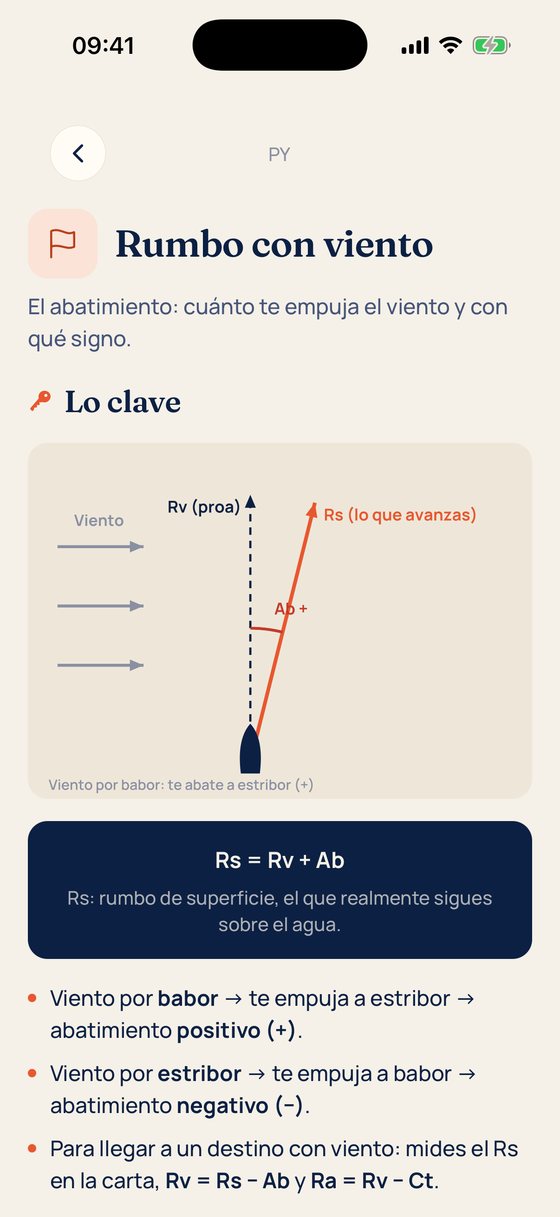 09:41
PY
Rumbo con viento
El abatimiento: cuánto te empuja el viento y con
qué signo.
Lo clave
Viento
Rv (proa)
Rs (lo que avanzas)
Ab +
Viento por babor: te abate a estribor (+)
Rs = Rv + Ab
Rs: rumbo de superficie, el que realmente sigues
sobre el agua.
• Viento por babor → te empuja a estribor →
abatimiento positivo (+).
• Viento por estribor → te empuja a babor →
abatimiento negativo (−).
• Para llegar a un destino con viento: mides el Rs
en la carta, Rv = Rs − Ab y Ra = Rv − Ct.